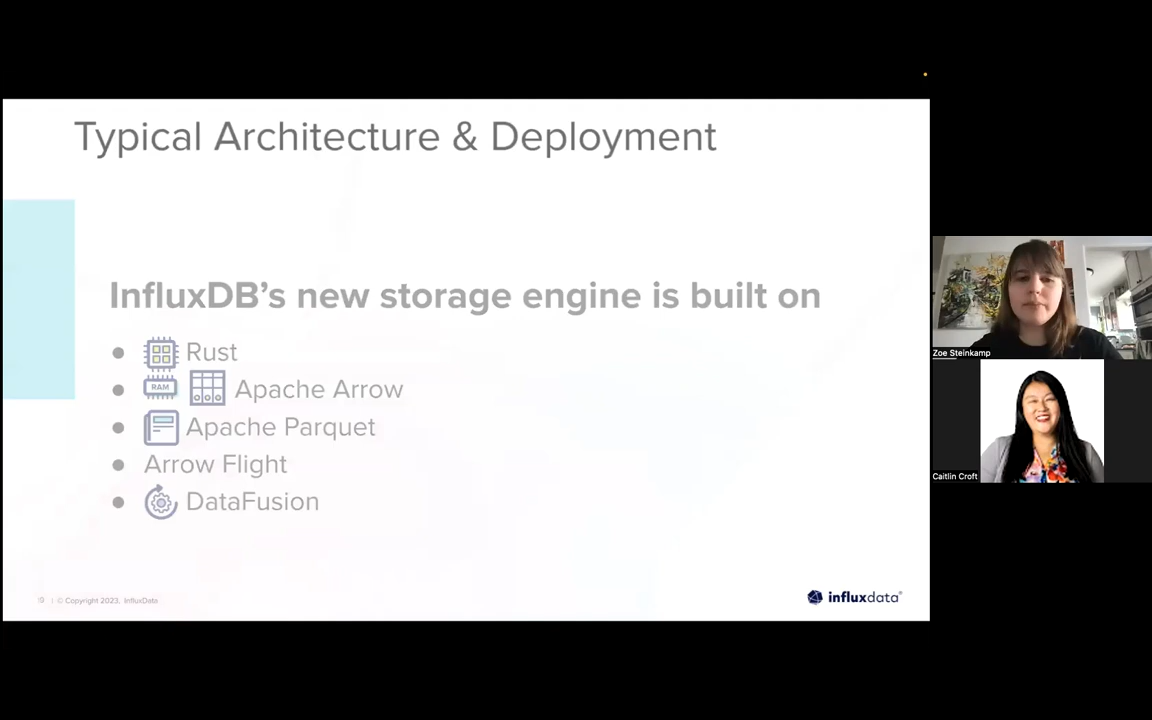 Typical Architecture & Deployment
InfluxDB's new storage engine is built on
Rust
RAM
Apache Arrow
Apache Parquet
Arrow Flight
DataFusion
© Copyright 2023, InfluxData
influxdata®
Zoe Steinkamp
Caitlin Croft